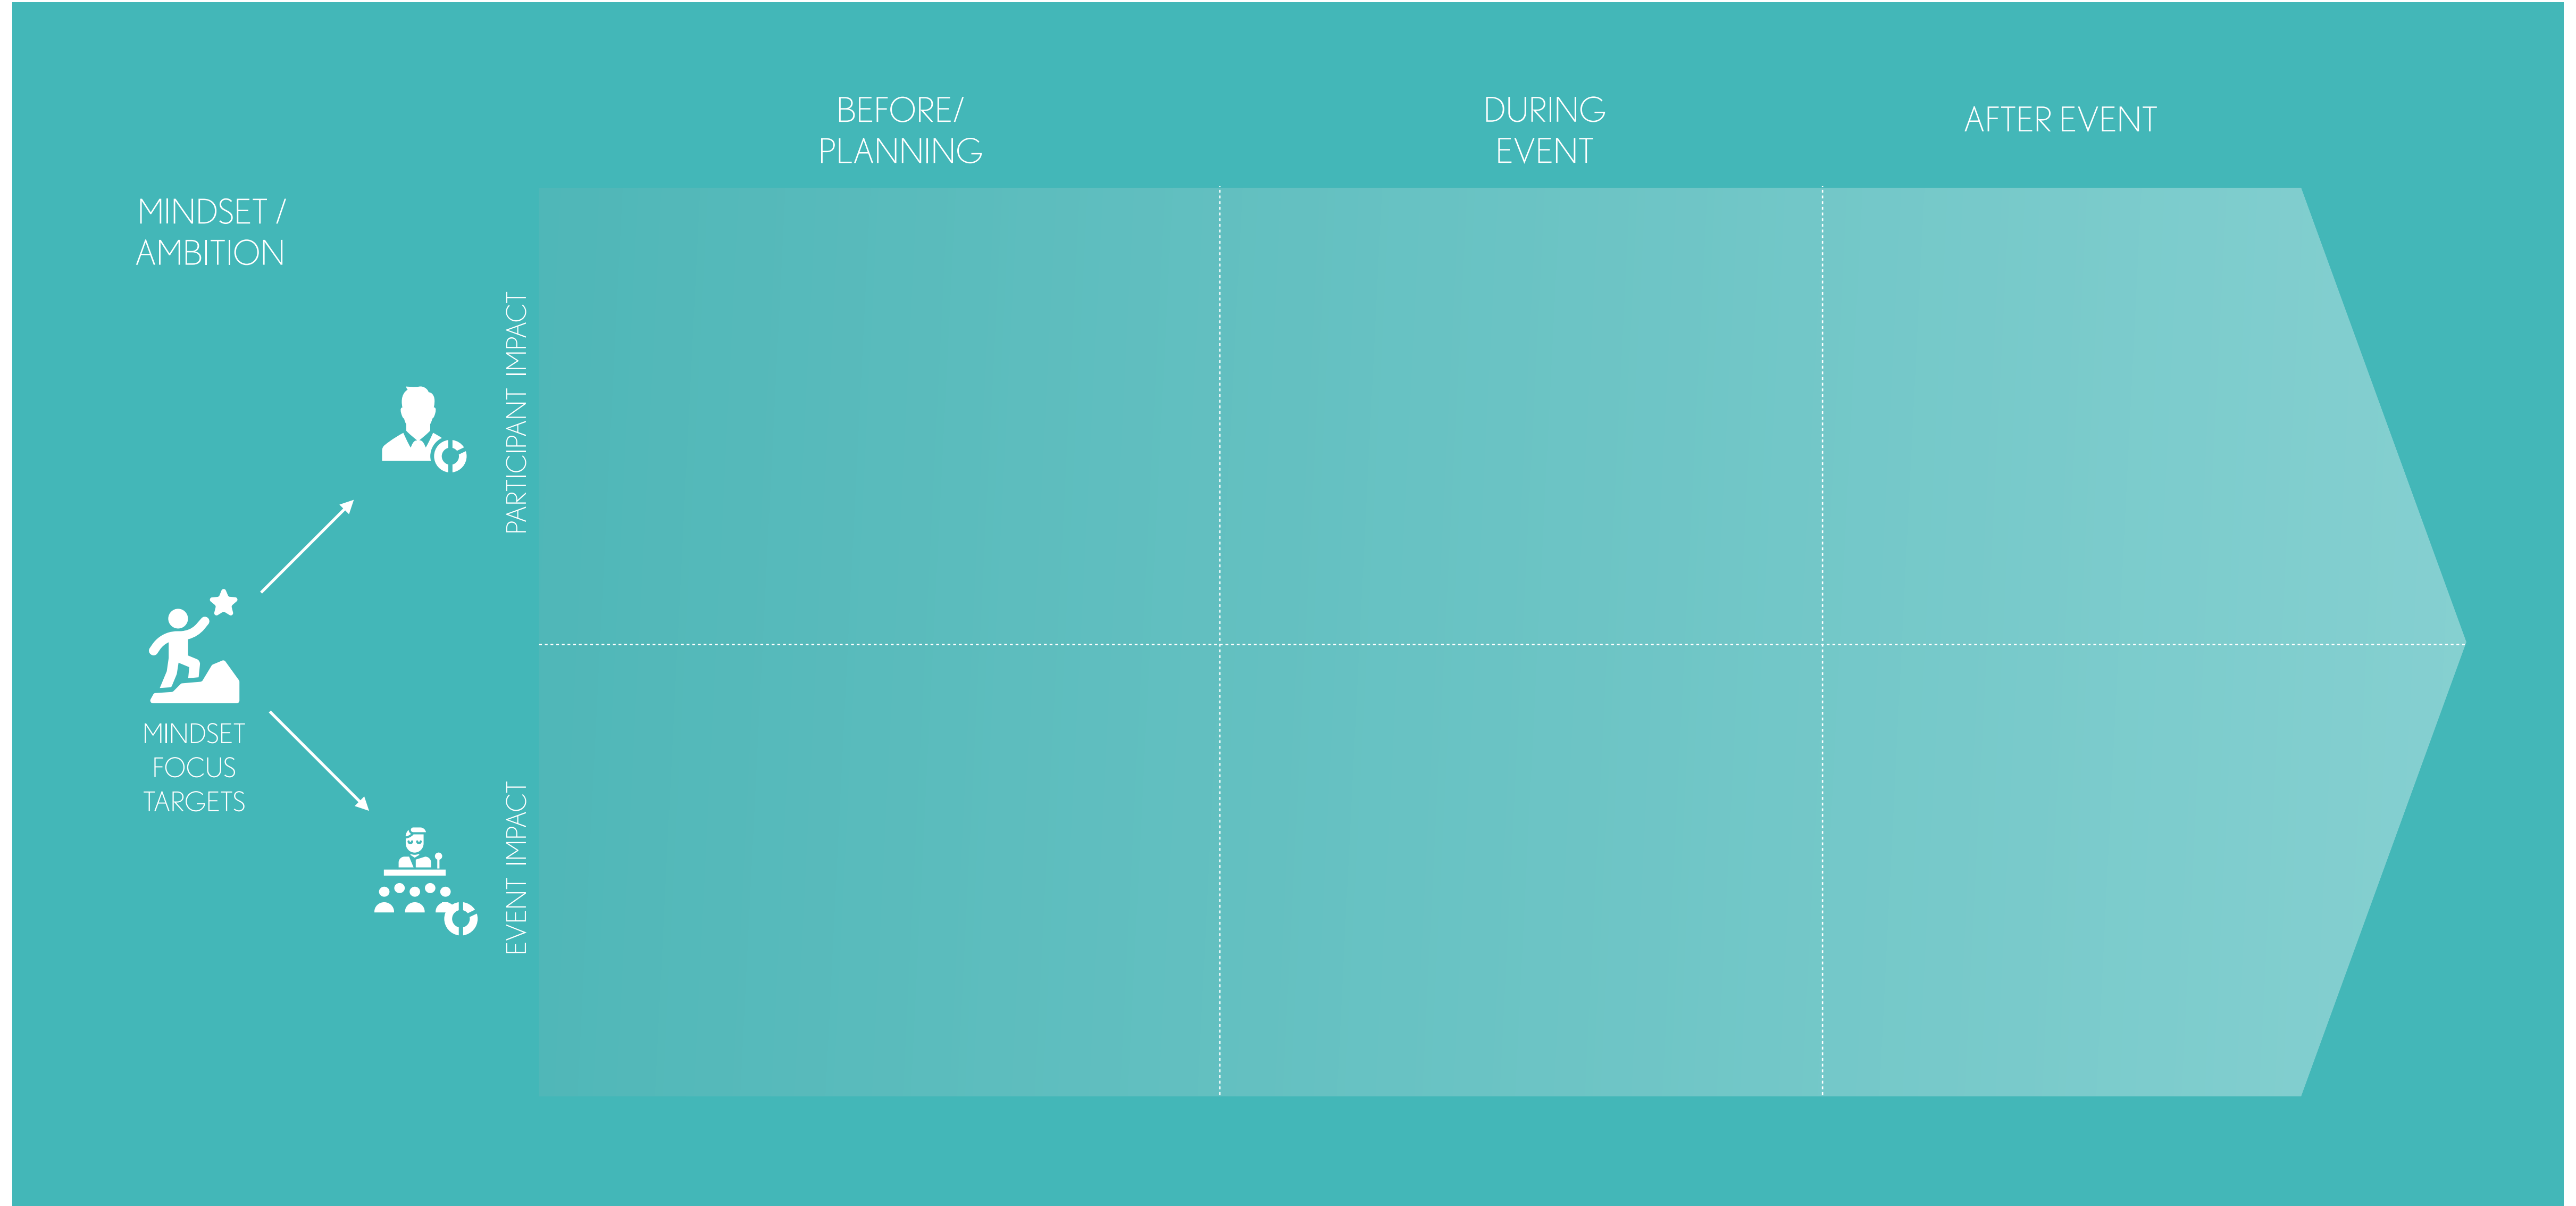 BEFORE/
PLANNING
DURING
EVENT
AFTER EVENT
MINDSET /
AMBITION
PARTICIPANT IMPACT
MINDSET
FOCUS
TARGETS
EVENT IMPACT